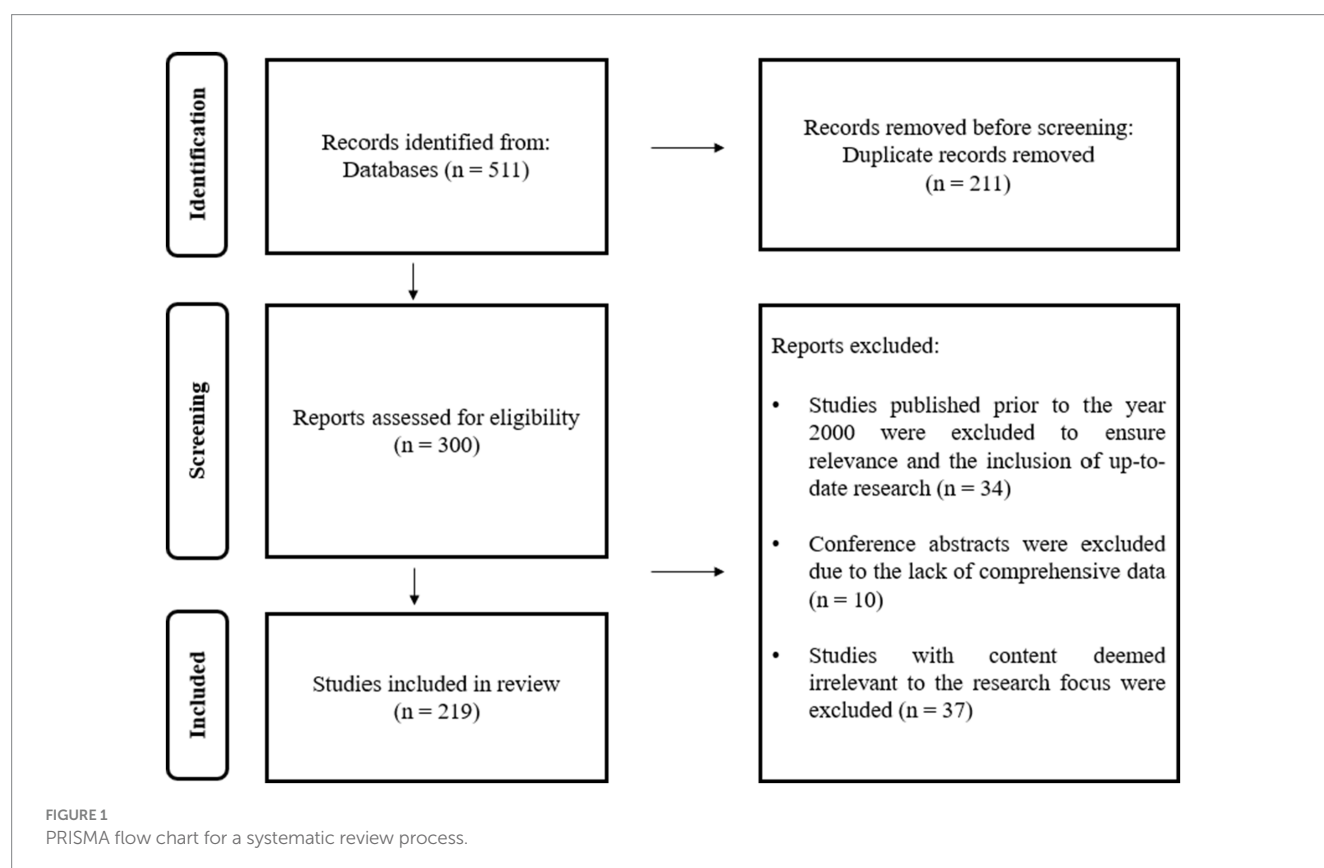 Identification
Records identified from:
Databases (n = 511)
Records removed before screening:
Duplicate records removed
(n = 211)
Screening
Reports assessed for eligibility
(n = 300)
Reports excluded:
• Studies published prior to the year
2000 were excluded to ensure
relevance and the inclusion of up-to-
date research (n = 34)
• Conference abstracts were excluded
due to the lack of comprehensive data
(n = 10)
• Studies with content deemed
irrelevant to the research focus were
excluded (n = 37)
Included
Studies included in review
(n = 219)
FIGURE 1
PRISMA flow chart for a systematic review process.